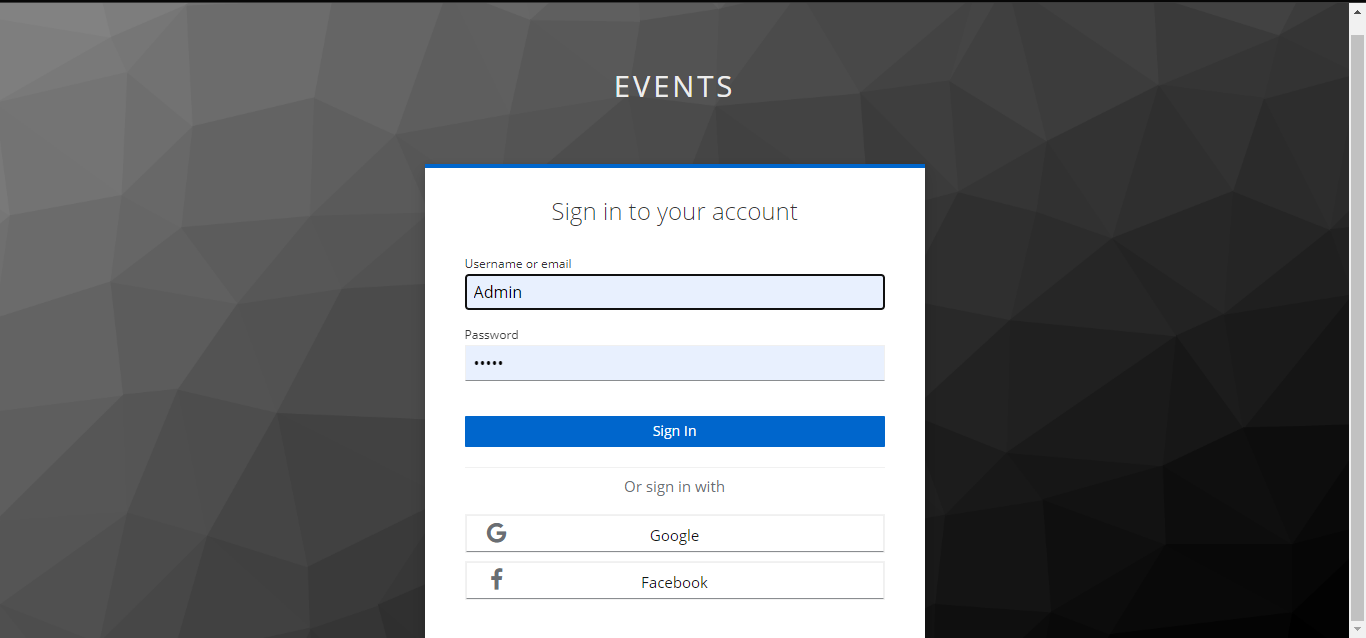 EVENTS
Sign in to your account
Username or email
Admin
Password
•••••
Sign In
Or sign in with
Google
Facebook